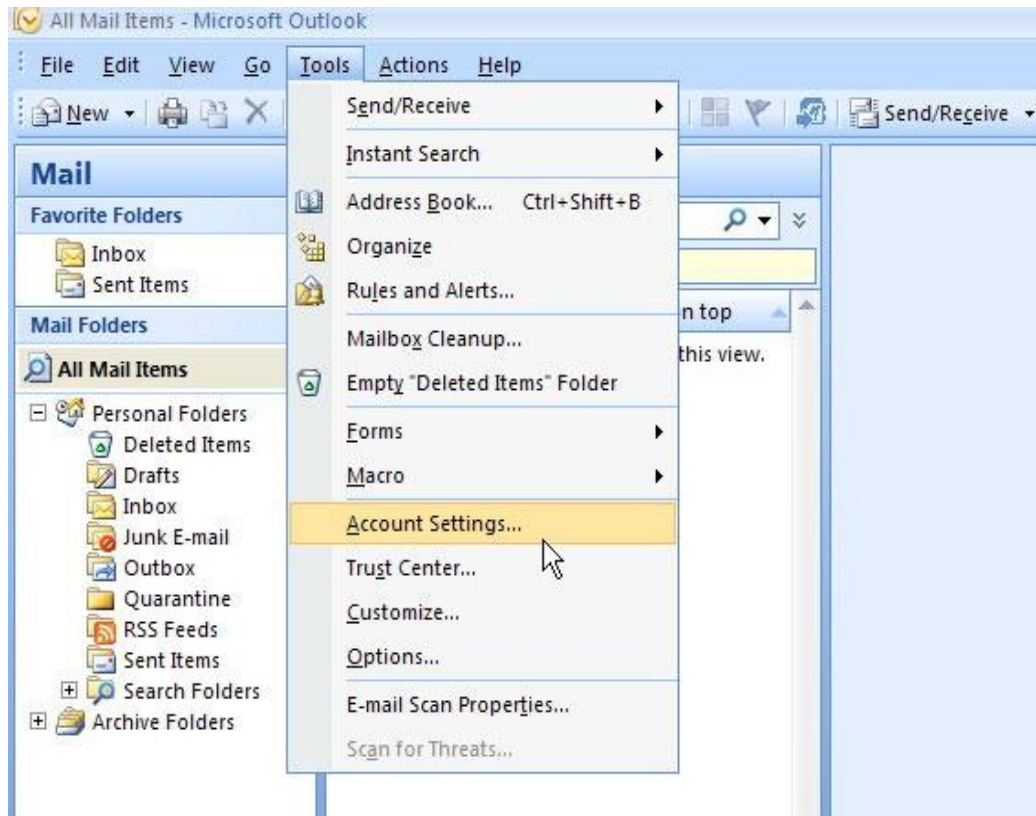 All Mail Items - Microsoft Outlook
File Edit View Go Tools Actions Help
New Send/Receive
Mail
Favorite Folders
Inbox
Sent Items
Mail Folders
All Mail Items
Personal Folders
Deleted Items
Drafts
Inbox
Junk E-mail
Outbox
Quarantine
RSS Feeds
Sent Items
Search Folders
Archive Folders
Send/Receive
Instant Search
Address Book... Ctrl+Shift+B
Organize
Rules and Alerts...
Mailbox Cleanup...
Empty "Deleted Items" Folder
Forms
Macro
Account Settings...
Trust Center...
Customize...
Options...
E-mail Scan Properties...
Scan for Threats...
n top
this view.